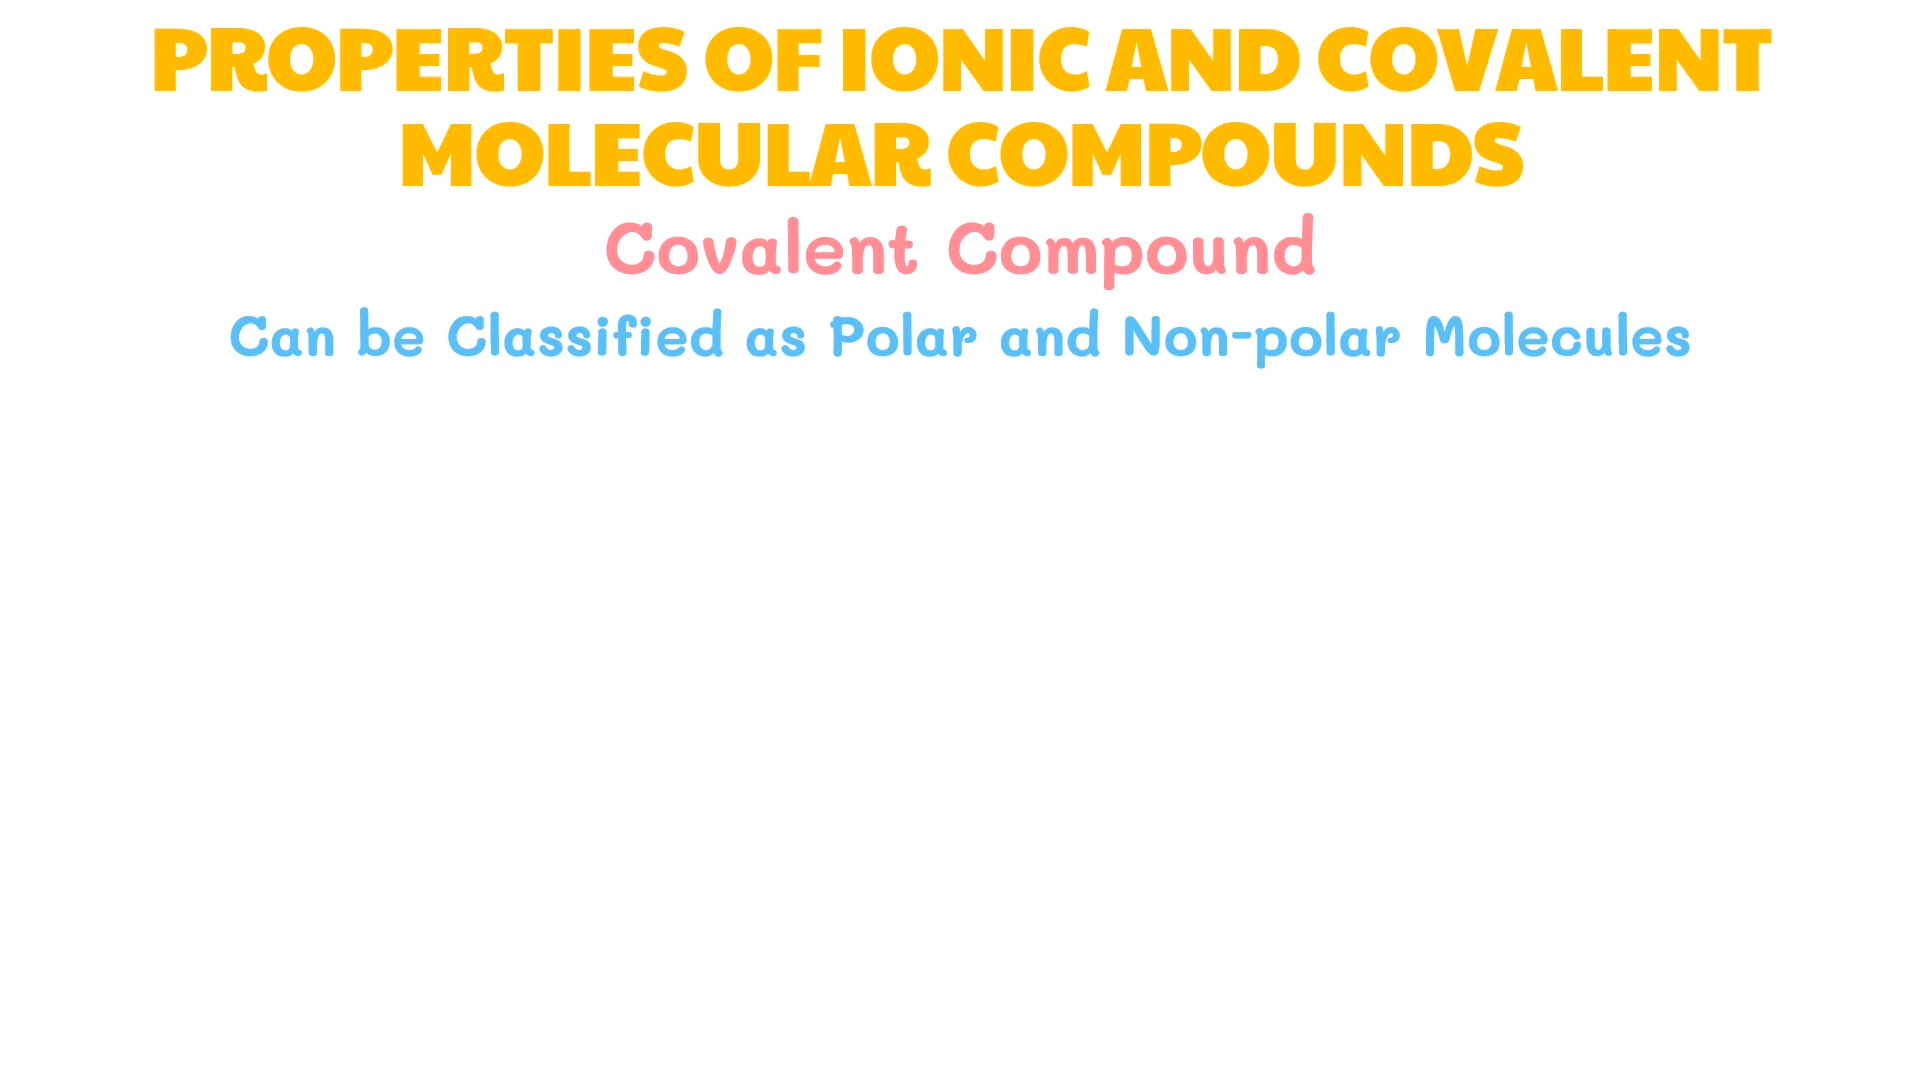 PROPERTIES OF IONIC AND COVALENT
MOLECULAR COMPOUNDS
Covalent Compound
Can be Classified as Polar and Non-polar Molecules